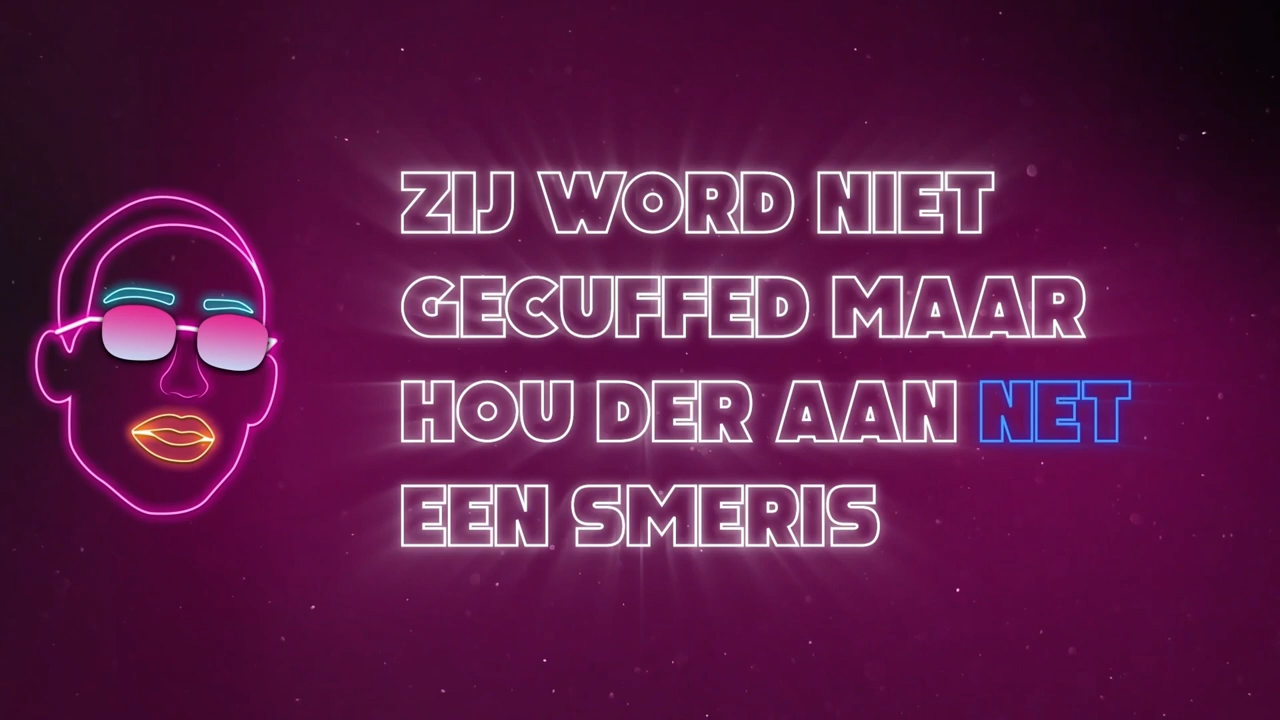 ZIJ WORD NIET
GECUFFED MAAR
HOU DER AAN NET
EEN SMERIS